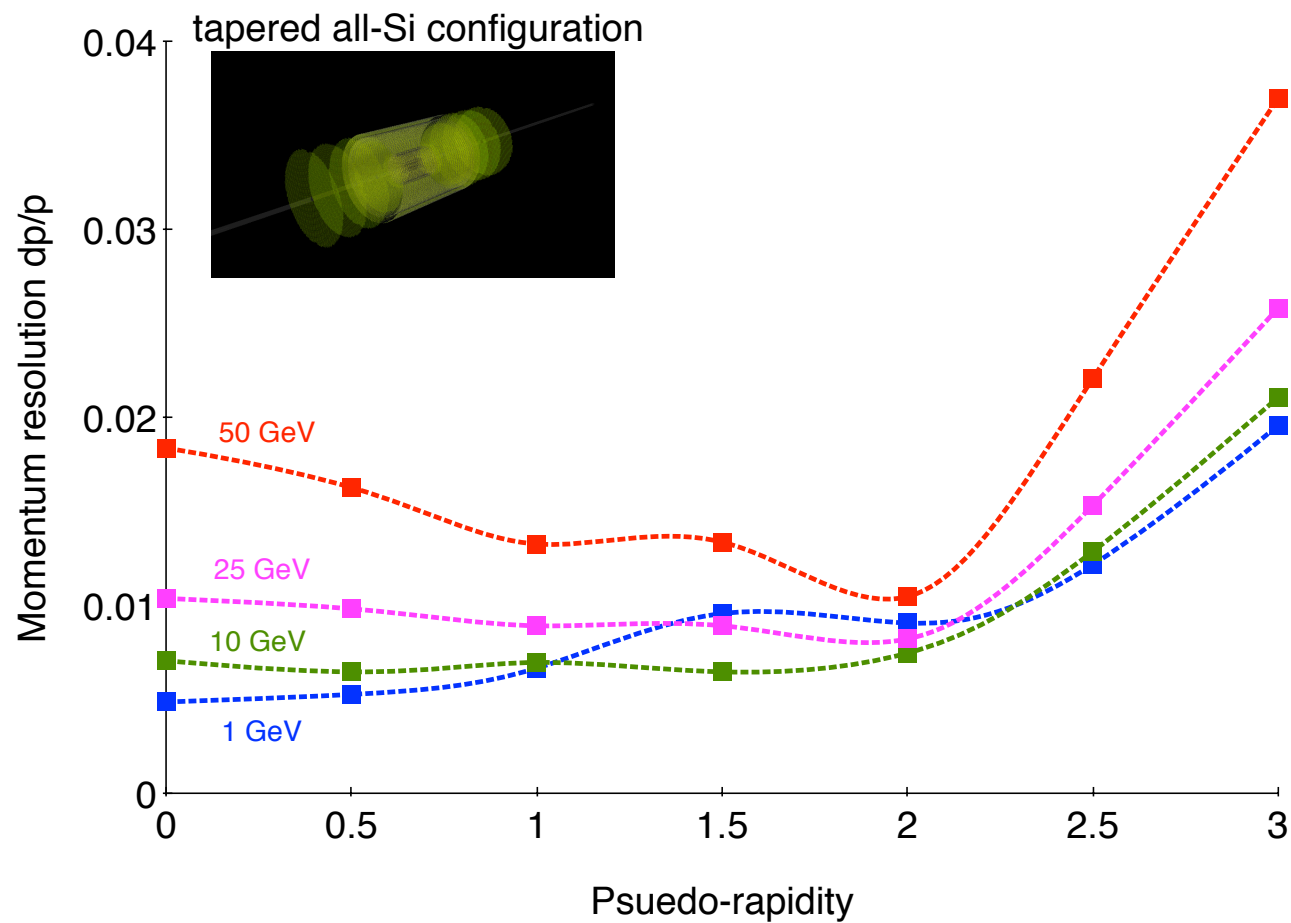 tapered all-Si configuration
0.04
0.03
0.02
0.01
0
Momentum resolution dp/p
50 GeV
25 GeV
10 GeV
1 GeV
0 0.5 1 1.5 2 2.5 3
Psuedo-rapidity